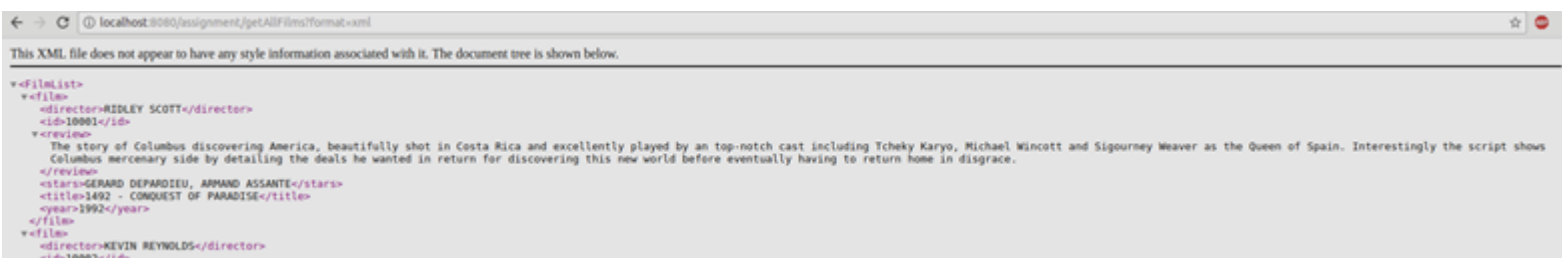 localhost:8080/assignment/getAllFilms?format=xml
This XML file does not appear to have any style information associated with it. The document tree is shown below.
▼<FilmList>
▼<film>
<director>RIDLEY SCOTT</director>
<id>10001</id>
▼<review>
The story of Columbus discovering America, beautifully shot in Costa Rica and excellently played by an top-notch cast including Tcheky Karyo, Michael Wincott and Sigourney Weaver as the Queen of Spain. Interestingly the script shows
Columbus mercenary side by detailing the deals he wanted in return for discovering this new world before eventually having to return home in disgrace.
</review>
<stars>GERARD DEPARDIEU, ARMAND ASSANTE</stars>
<title>1492 - CONQUEST OF PARADISE</title>
<year>1992</year>
</film>
▼<film>
<director>KEVIN REYNOLDS</director>
<id>10002</id>